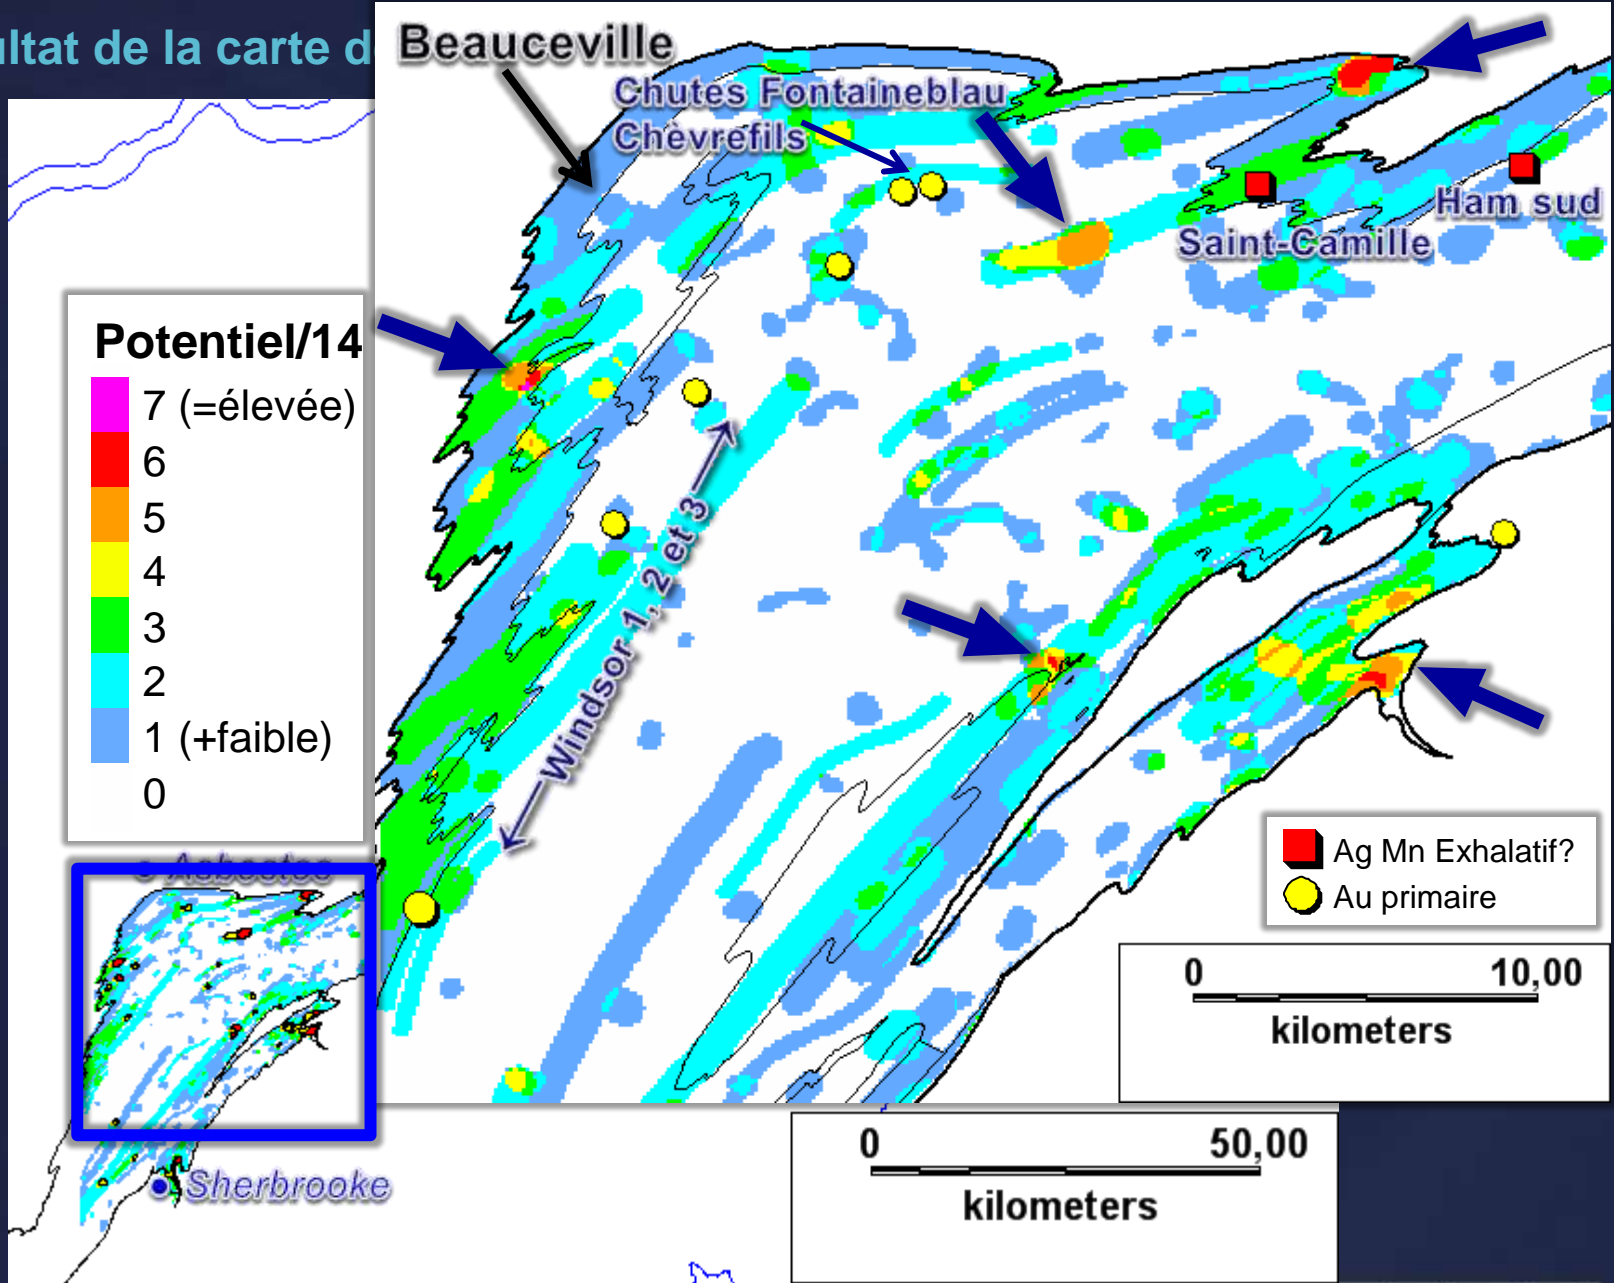 ltat de la carte d
Beauceville
Chutes Fontaineblau
Chèvrefils
Ham sud
Saint-Camille
Potentiel/14
7 (=élevée)
6
5
4
3
2
1 (+faible)
0
Windsor 1, 2 et 3
Ag Mn Exhalatif?
Au primaire
0 10,00
kilometers
Asbestos
Sherbrooke
0 50,00
kilometers